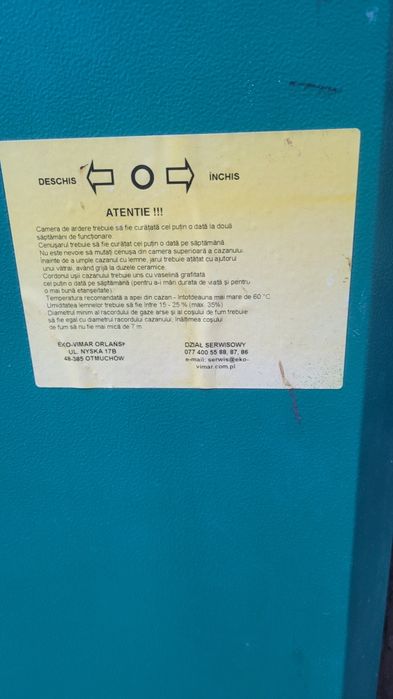 DESCHIS O ÎNCHIS
ATENTIE !!!
Camera de ardere trebuie să fie curățată cel puțin o dată la două
săptămâni de functionare.
Cenușarul trebuie să fie curățat cel puțin o dată pe săptămână
Nu este nevoie să mutați cenușa din camera superioară a cazanului.
Inainte de a umple cazanul cu lemne, jarul trebuie atâțat cu ajutorul
unui vătrai, având grijă la duzele ceramice.
Cordonul ușii cazanului trebuie uns cu vaselină grafitată
cel puțin o dată pe săptămână (pentru a-i mări durata de viată și pentru
o mai bună etanșeitate)
Temperatura recomandată a apei din cazan - intotdeauna mai mare de 60 °C
Umiditatea lemnelor trebuie să fie între 15 - 25 % (max. 35%)
Diametrul minim al racordului de gaze arse și al coșului de fum trebuie
să fie egal cu diametrul racordului cazanului; înălțimea coșului
de fum să nu fie mai mică de 7 m.
EKO-VIMAR ORLAŃSKI
UL. NYSKA 17B
48-385 OTMUCHÓW
DZIAŁ SERWISOWY
077 400 55 88, 87, 86
e-mail: serwis@eko-
vimar.com.pl